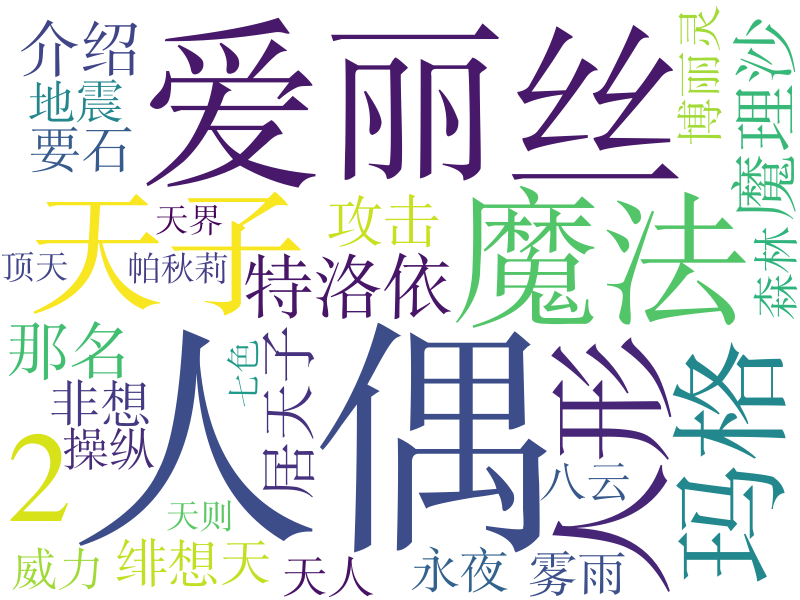 介绍
爱丽丝
博丽灵
魔理沙
地震
要石
天子
天界
攻击
魔法
森林
顶天
帕秋莉
特洛依
那名
七色
居天子
人偶
人形
玛格
非想
操纵
2
八云
天则
威力
绯想天
天人
永夜
雾雨